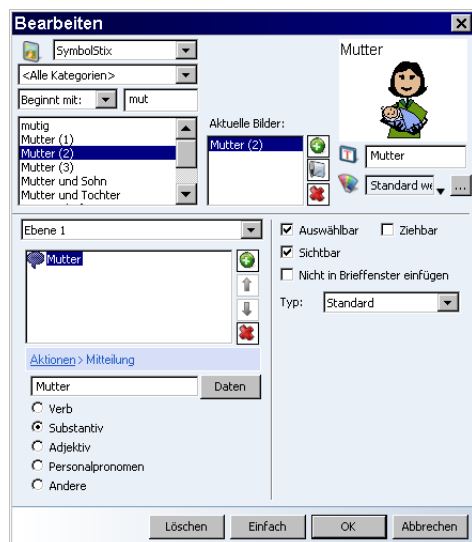 Bearbeiten
SymbolStix
<Alle Kategorien>
Beginnt mit:
mut
mutig
Mutter (1)
Mutter (2)
Mutter (3)
Mutter und Sohn
Mutter und Tochter
Aktuelle Bilder:
Mutter (2)
Mutter
Mutter
Standard we
...
Ebene 1
Mutter
Aktionen > Mitteilung
Mutter
Daten
Verb
Substantiv
Adjektiv
Personalpronomen
Andere
Auswählbar
Ziehbar
Sichtbar
Nicht in Brieffenster einfügen
Typ:
Standard
Löschen
Einfach
OK
Abbrechen